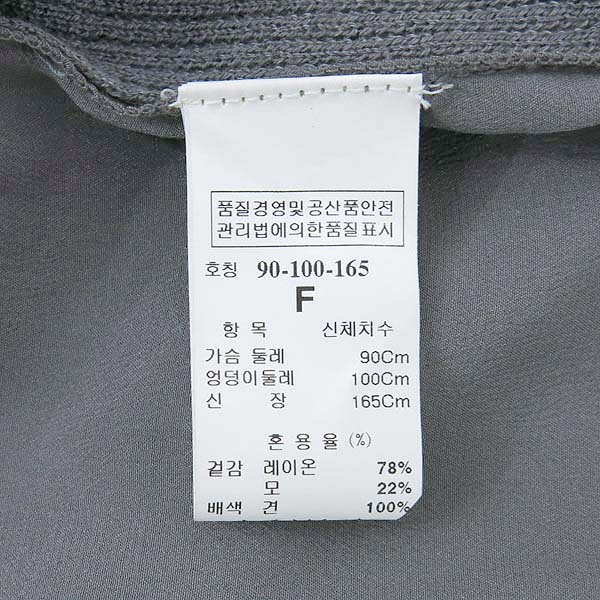 품질경영및공산품안전
관리법에의한품질표시
호칭 90-100-165
F
항 목 신체치수
가슴 둘레 90Cm
엉덩이둘레 100Cm
신 장 165Cm
혼 용 율 (%)
겉감 레이온 78%
모 22%
배색 견 100%